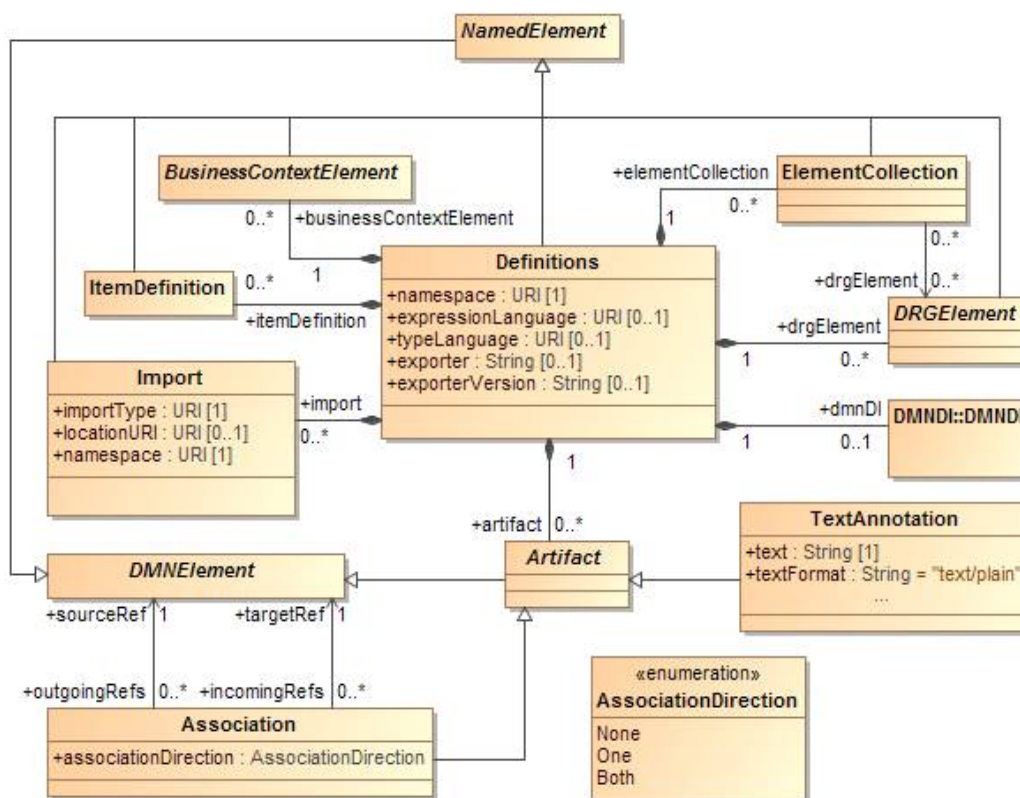 NamedElement
BusinessContextElement
0..*
+businessContextElement
1
+elementCollection
0..*
1
ElementCollection
0..*
+drgElement
0..*
ItemDefinition
0..*
+itemDefinition
Definitions
+namespace : URI [1]
+expressionLanguage : URI [0..1]
+typeLanguage : URI [0..1]
+exporter : String [0..1]
+exporterVersion : String [0..1]
+drgElement
1
0..*
DRGElement
Import
+importType : URI [1]
+locationURI : URI [0..1]
+namespace : URI [1]
+import
0..*
+dmnDI
1
0..1
DMNDI::DMNDI
1
+artifact
0..*
Artifact
TextAnnotation
+text : String [1]
+textFormat : String = "text/plain"
...
DMNElement
+sourceRef
1
+targetRef
1
+outgoingRefs
0..*
+incomingRefs
0..*
Association
+associationDirection : AssociationDirection
«enumeration»
AssociationDirection
None
One
Both